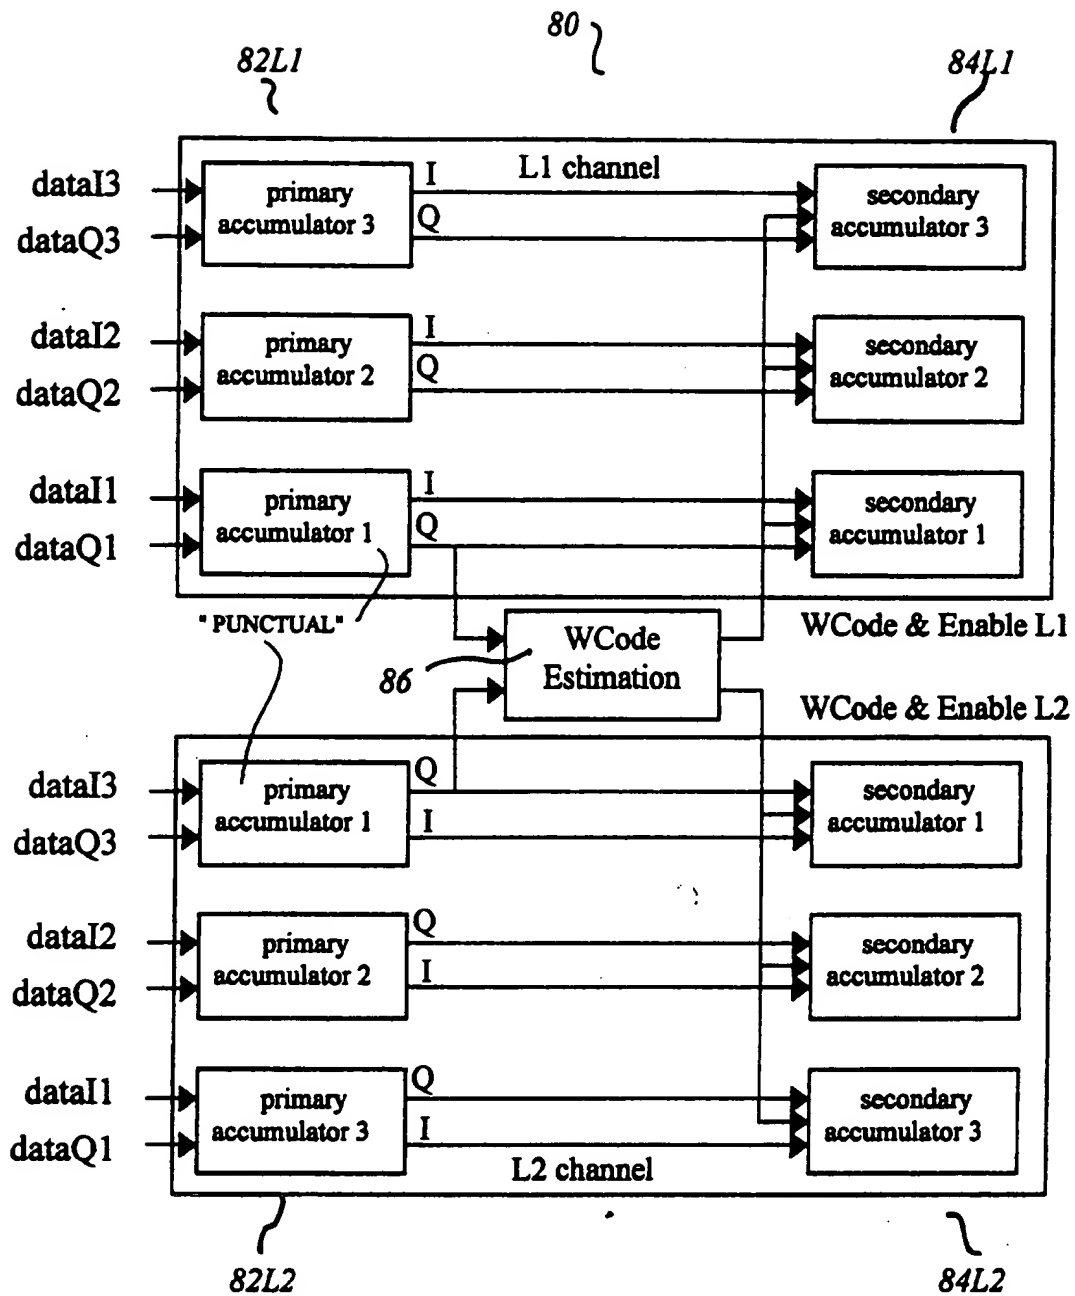 80
82L1
84L1
L1 channel
dataI3
dataQ3
primary
accumulator 3
I
Q
secondary
accumulator 3
dataI2
dataQ2
primary
accumulator 2
I
Q
secondary
accumulator 2
dataI1
dataQ1
primary
accumulator 1
I
Q
secondary
accumulator 1
"PUNCTUAL"
86
WCode
Estimation
WCode & Enable L1
WCode & Enable L2
dataI3
dataQ3
primary
accumulator 1
Q
I
secondary
accumulator 1
dataI2
dataQ2
primary
accumulator 2
Q
I
secondary
accumulator 2
dataI1
dataQ1
primary
accumulator 3
Q
I
secondary
accumulator 3
L2 channel
82L2
84L2